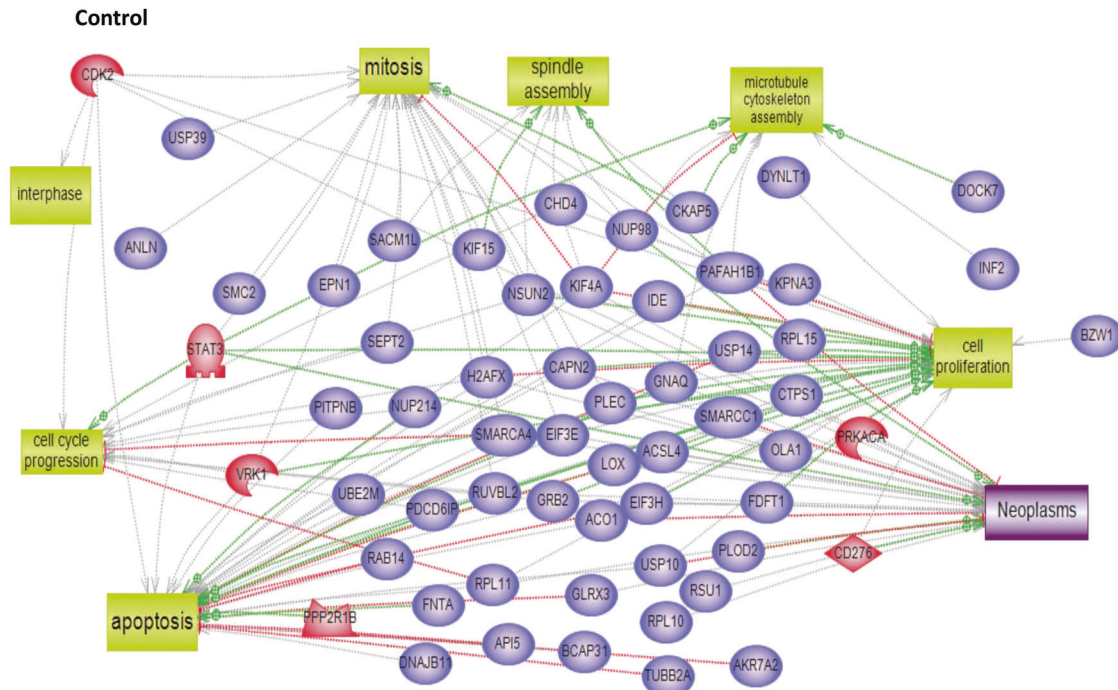 Control
CDK2
mitosis
spindle
assembly
microtubule
cytoskeleton
assembly
USP39
interphase
DYNLT1
DOCK7
CHD4
CKAP5
ANLN
SACM1L
KIF15
NUP98
INF2
SMC2
EPN1
NSUN2
KIF4A
IDE
PAFAH1B1
KPNA3
STAT3
SEPT2
USP14
RPL15
BZW1
cell
proliferation
H2AFX
CAPN2
GNAQ
PITPNB
NUP214
PLEC
CTPS1
SMARCC1
cell cycle
progression
SMARCA4
EIF3E
PRKACA
ACSL4
OLA1
VRK1
LOX
UBE2M
RUVBL2
PDCD6IP
GRB2
EIF3H
FDFT1
Neoplasms
ACO1
RAB14
PLOD2
CD276
USP10
RPL11
RSU1
GLRX3
FNTA
apoptosis
PPP2R1B
RPL10
API5
BCAP31
DNAJB11
TUBB2A
AKR7A2